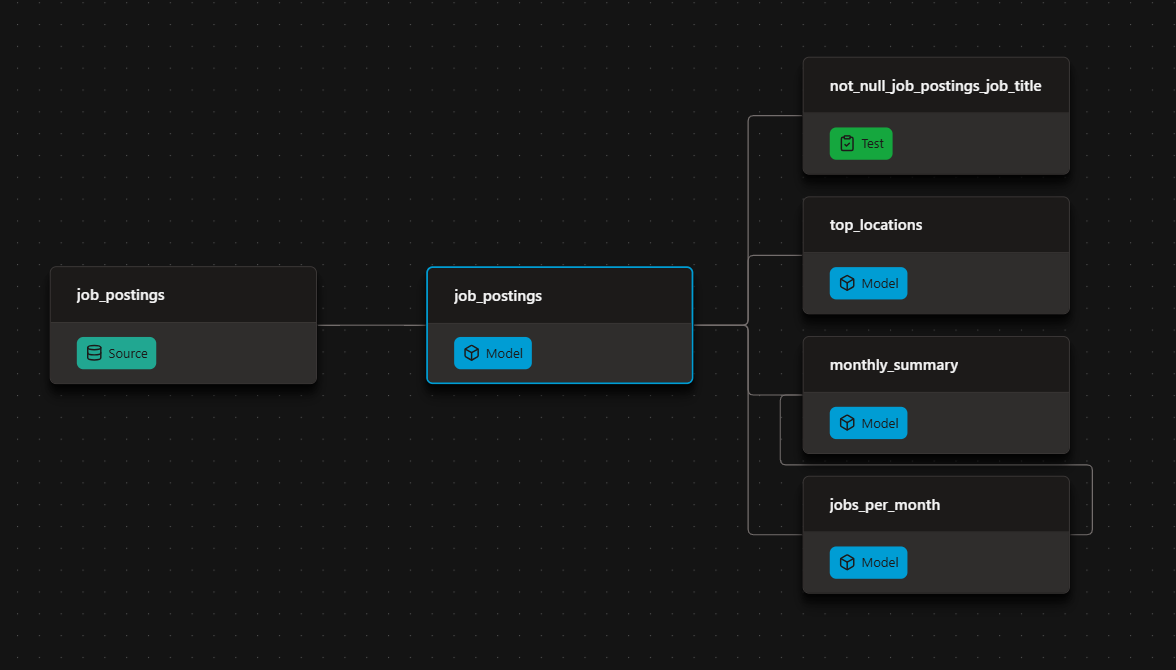 job_postings
Source
job_postings
Model
not_null_job_postings_job_title
Test
top_locations
Model
monthly_summary
Model
jobs_per_month
Model